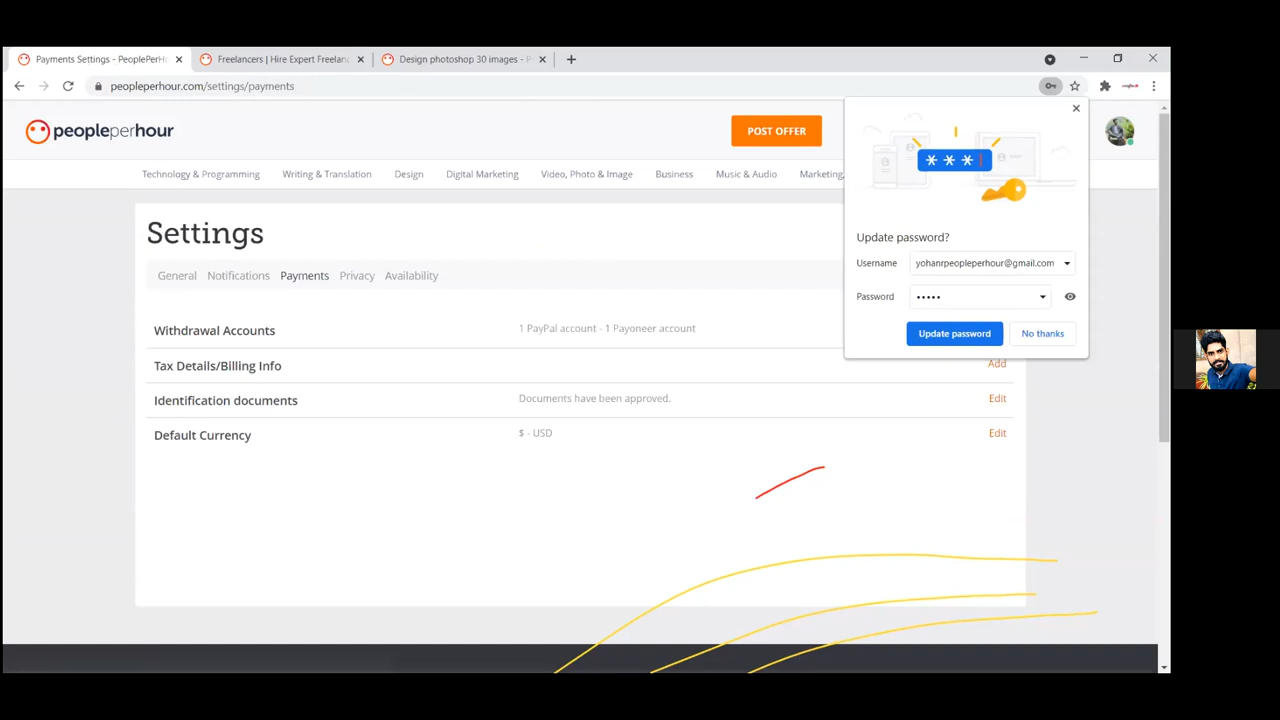 Payments Settings - PeoplePerHo
Freelancers | Hire Expert Freelanc
Design photoshop 30 images - P
peopleperhour.com/settings/payments
peopleperhour
POST OFFER
Technology & Programming
Writing & Translation
Design
Digital Marketing
Video, Photo & Image
Business
Music & Audio
Marketing,
Settings
General
Notifications
Payments
Privacy
Availability
Withdrawal Accounts
1 PayPal account - 1 Payoneer account
Tax Details/Billing Info
Add
Identification documents
Documents have been approved.
Edit
Default Currency
$ - USD
Edit
* * *
Update password?
Username
yohanrpeopleperhour@gmail.com
Password
•••••
Update password
No thanks